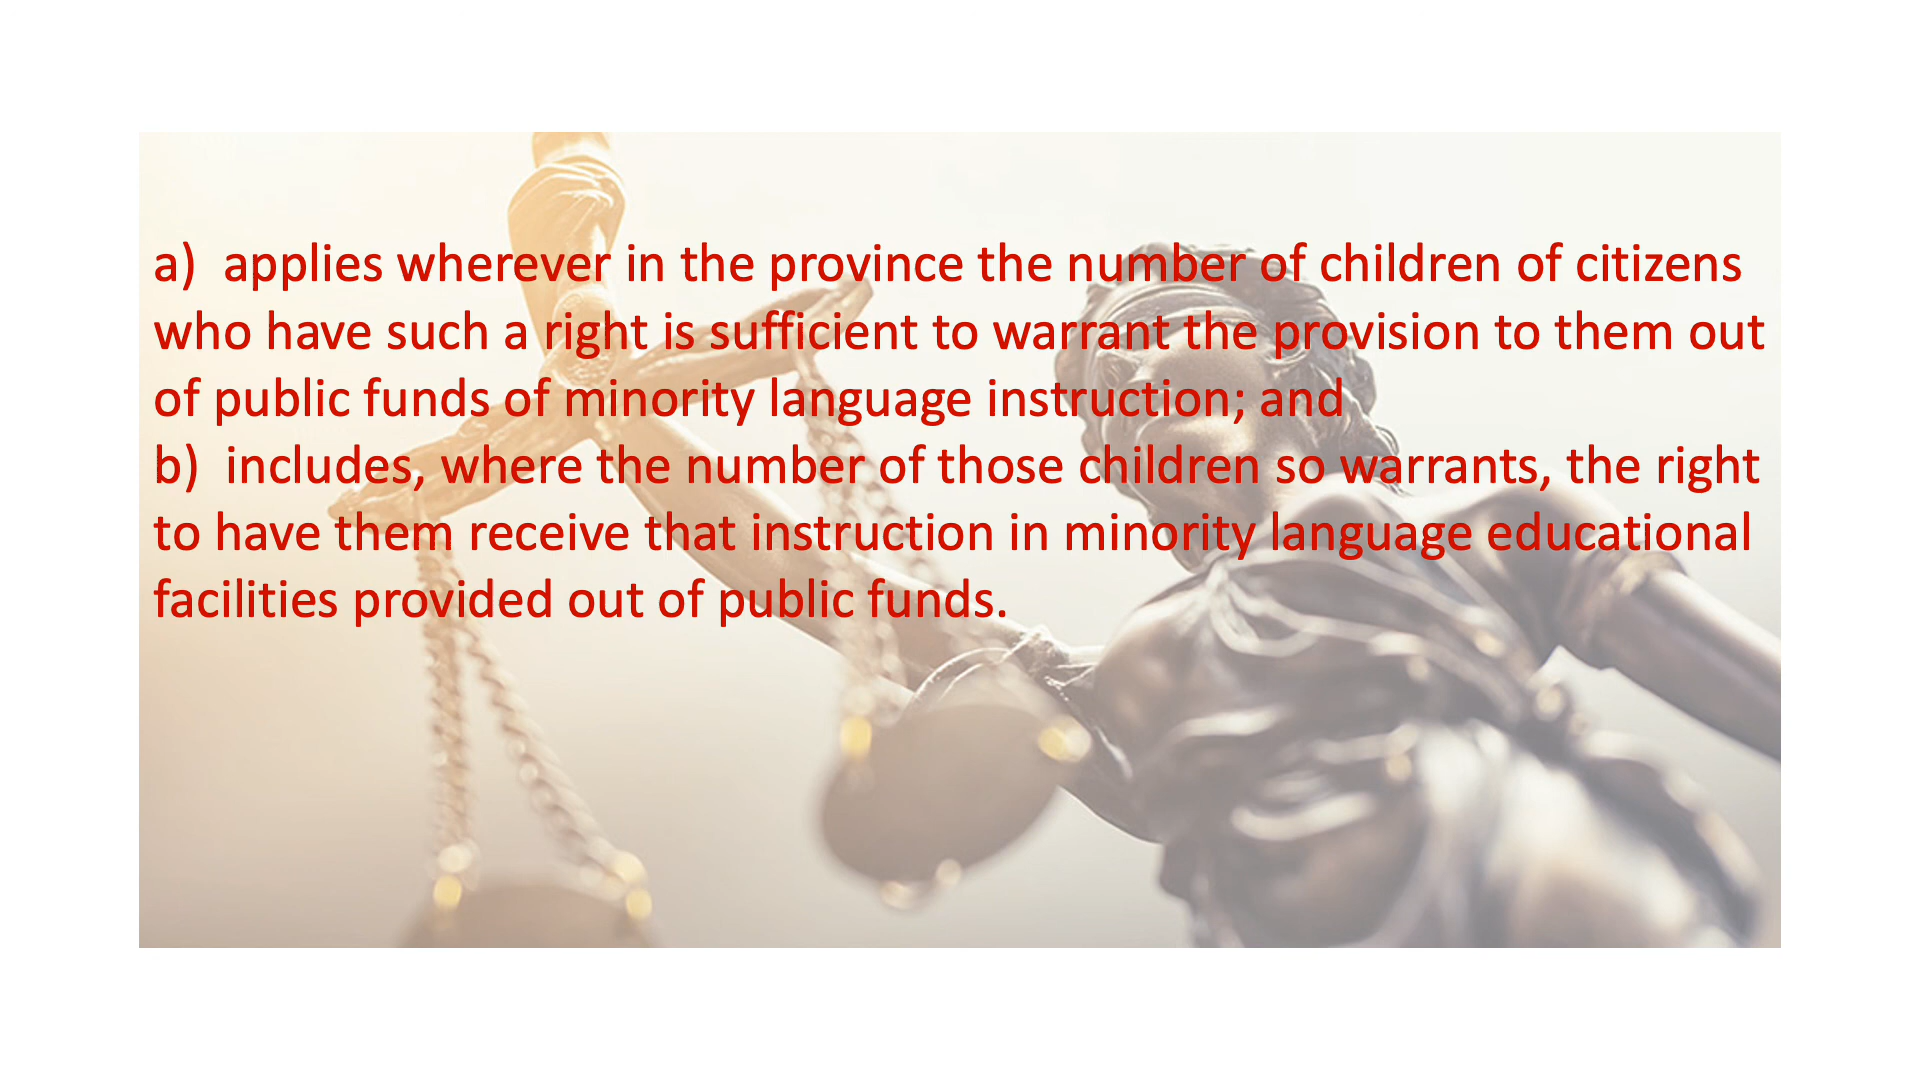 a)  applies wherever in the province the number of children of citizens
who have such a right is sufficient to warrant the provision to them out
of public funds of minority language instruction; and
b)  includes, where the number of those children so warrants, the right
to have them receive that instruction in minority language educational
facilities provided out of public funds.